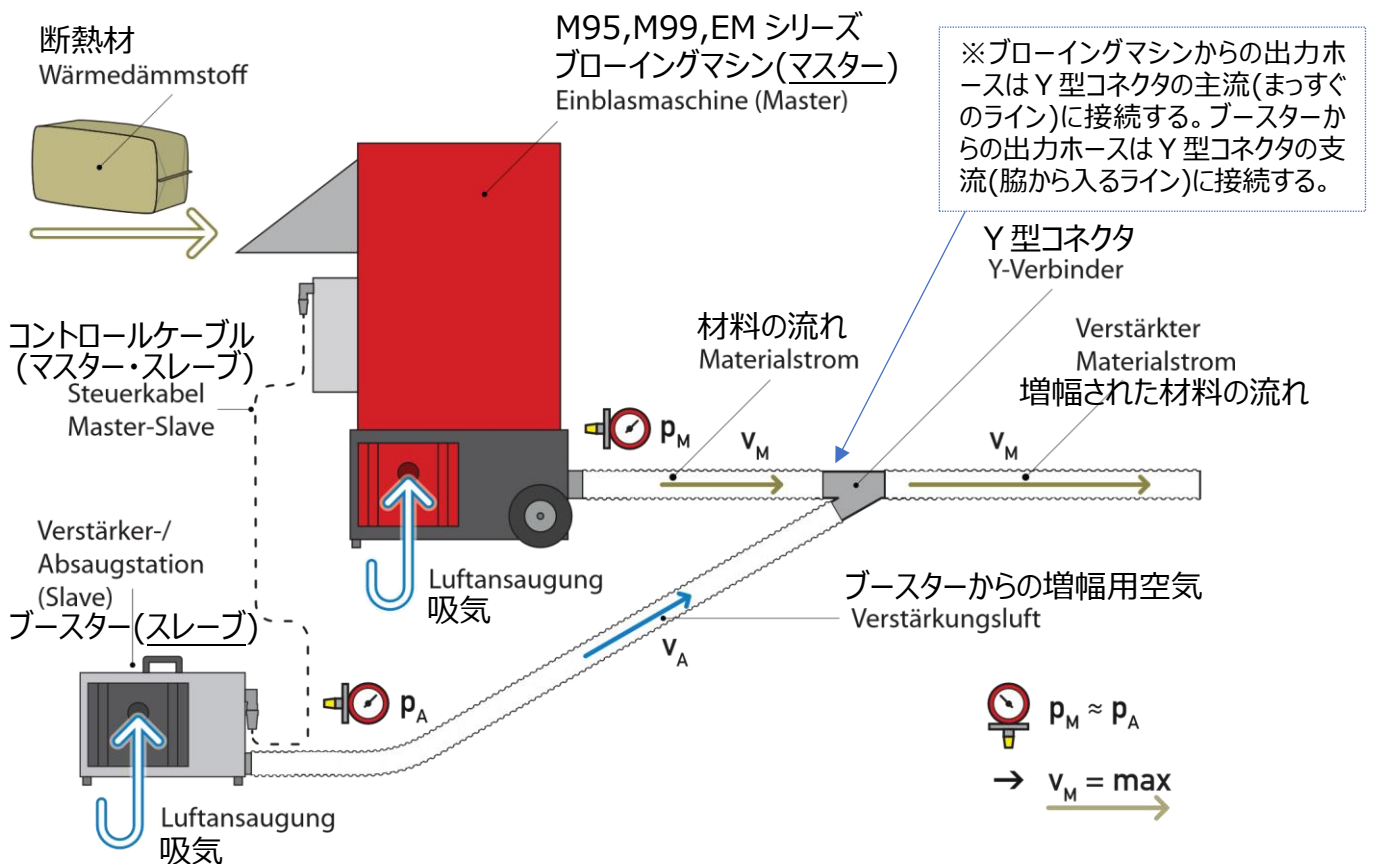 断熱材
Wärmedämmstoff
M95,M99,EM シリーズ
ブローイングマシン(マスター)
Einblasmaschine (Master)
※ブローイングマシンからの出力ホ
ースは Y 型コネクタの主流(まっすぐ
のライン)に接続する。ブースターか
らの出力ホースは Y 型コネクタの支
流(脇から入るライン)に接続する。
Y 型コネクタ
Y-Verbinder
コントロールケーブル
(マスター・スレーブ)
Steuerkabel
Master-Slave
材料の流れ
Materialstrom
Verstärkter
Materialstrom
増幅された材料の流れ
pM
vM
vM
Verstärker-/
Absaugstation
(Slave)
ブースター(スレーブ)
Luftansaugung
吸気
ブースターからの増幅用空気
Verstärkungsluft
vA
pA
pM ≈ pA
→ vM = max
Luftansaugung
吸気